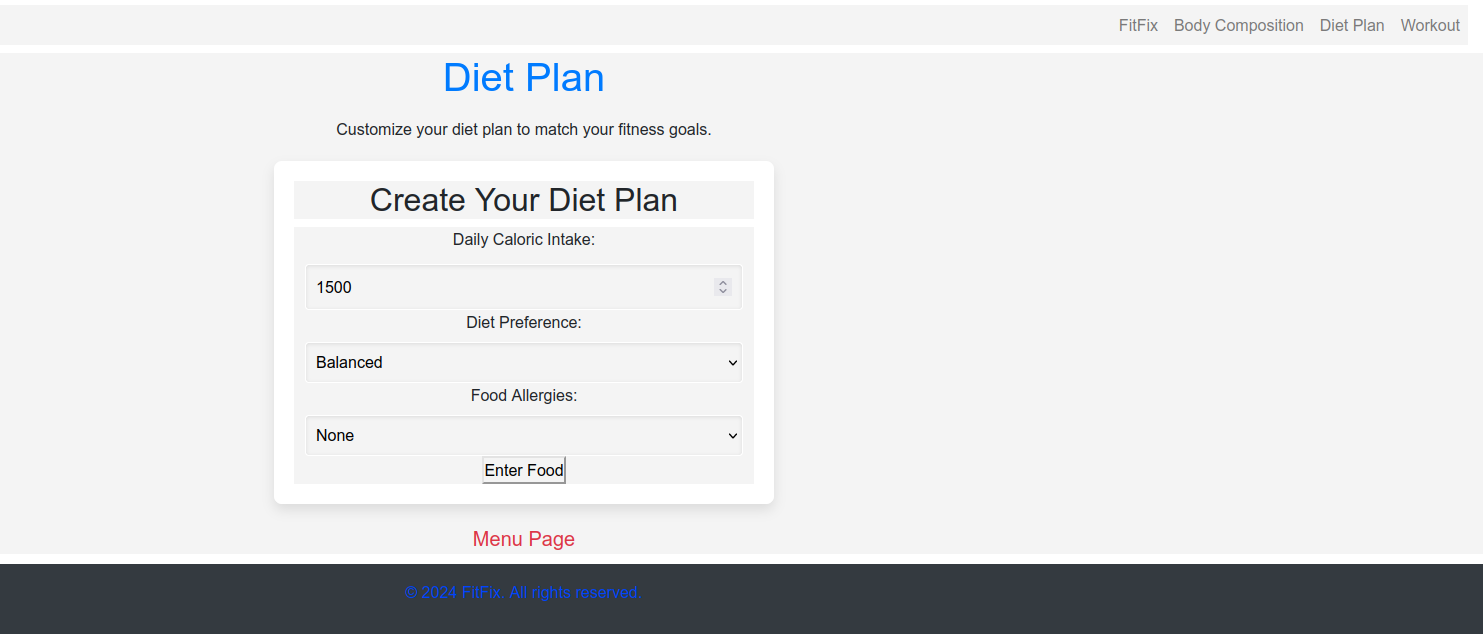 FitFix Body Composition Diet Plan Workout
Diet Plan
Customize your diet plan to match your fitness goals.
Create Your Diet Plan
Daily Caloric Intake:
1500
Diet Preference:
Balanced
Food Allergies:
None
Enter Food
Menu Page
© 2024 FitFix. All rights reserved.